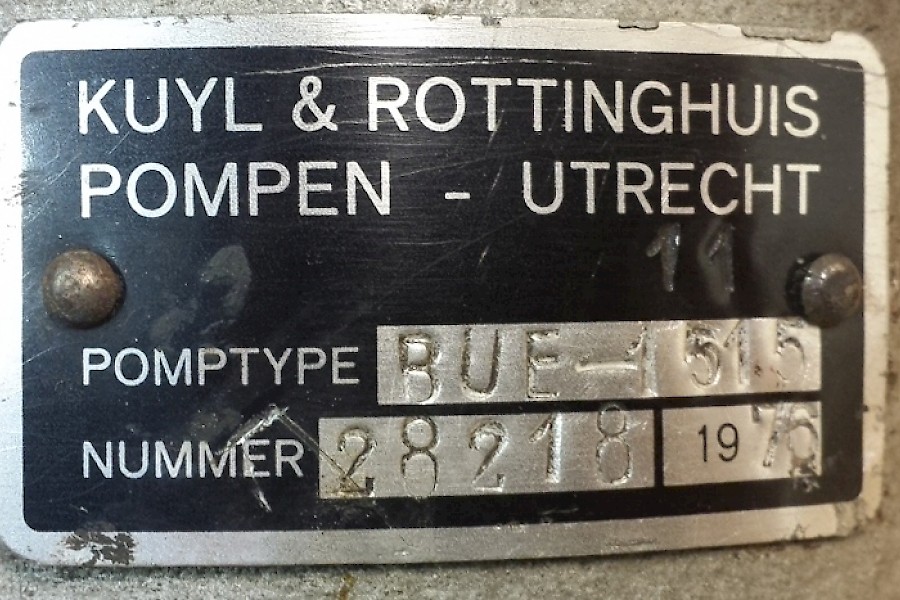 KUYL & ROTTINGHUIS
POMPEN - UTRECHT
11
POMPTYPE BUE-1515
NUMMER 28218 1976